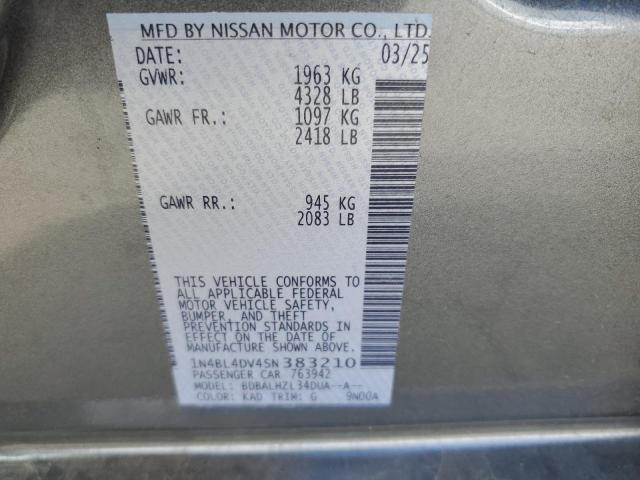 MFD BY NISSAN MOTOR CO., LTD.
DATE: 03/25
GVWR: 1963 KG
4328 LB
GAWR FR.: 1097 KG
2418 LB
GAWR RR.: 945 KG
2083 LB
THIS VEHICLE CONFORMS TO
ALL APPLICABLE FEDERAL
MOTOR VEHICLE SAFETY,
BUMPER, AND THEFT
PREVENTION STANDARDS IN
EFFECT ON THE DATE OF
MANUFACTURE SHOWN ABOVE.
1N4BL4DV4SN383210
PASSENGER CAR 763942
MODEL: BDBALHZL34DUA--A--
COLOR: KAD TRIM: G 9N00A